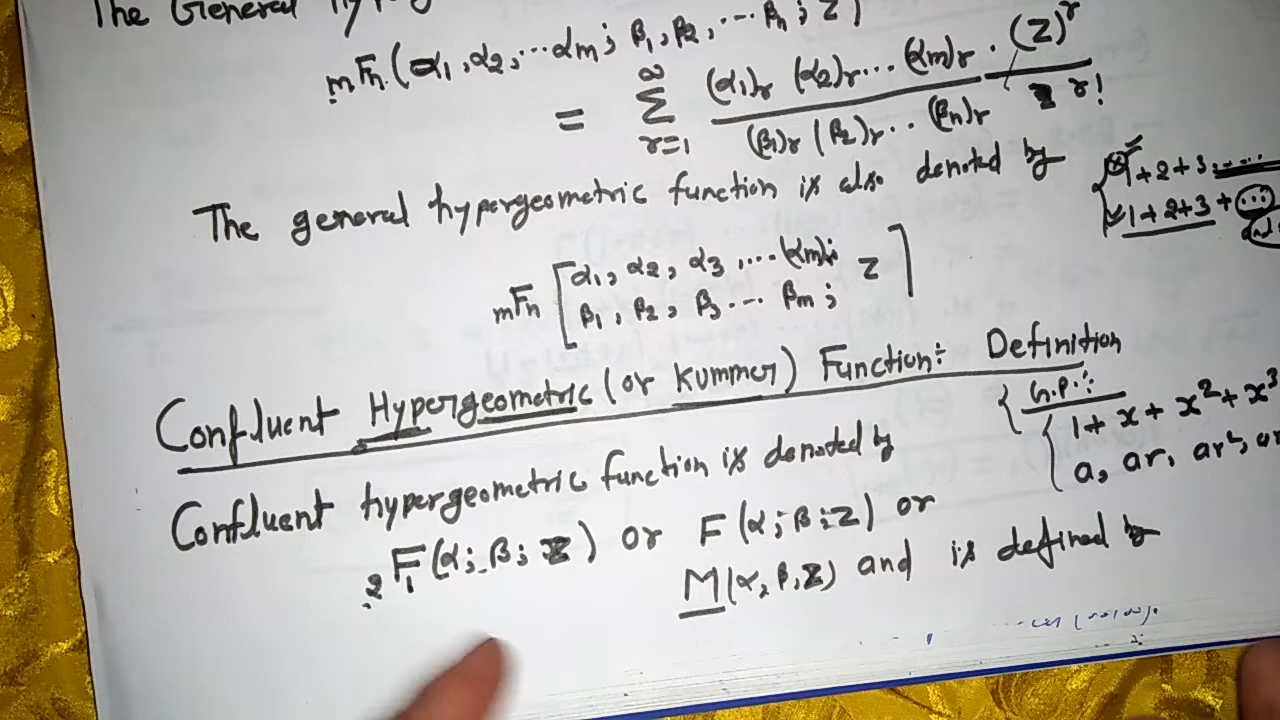 The General
mFn (α1, α2, ... αm; β1, β2, ... βn; z)
= ∞ Σ r=1 (α1)r (α2)r ... (αm)r / (β1)r (β2)r .. (βn)r · (z)^r / r!
The general hypergeometric function is also denoted by
1+2+3......
1+2+3+(...)
mFn [α1, α2, α3, ... (αm); z]
β1, β2, β3 ... βm;
Confluent Hypergeometric (or Kummer) Function:- Definition
G.P.:
1+ x + x² + x³
a, ar, ar²,
Confluent hypergeometric function is denoted by
2F1(α; β; z) or F(α; β; z) or
M(α, β, z) and is defined by